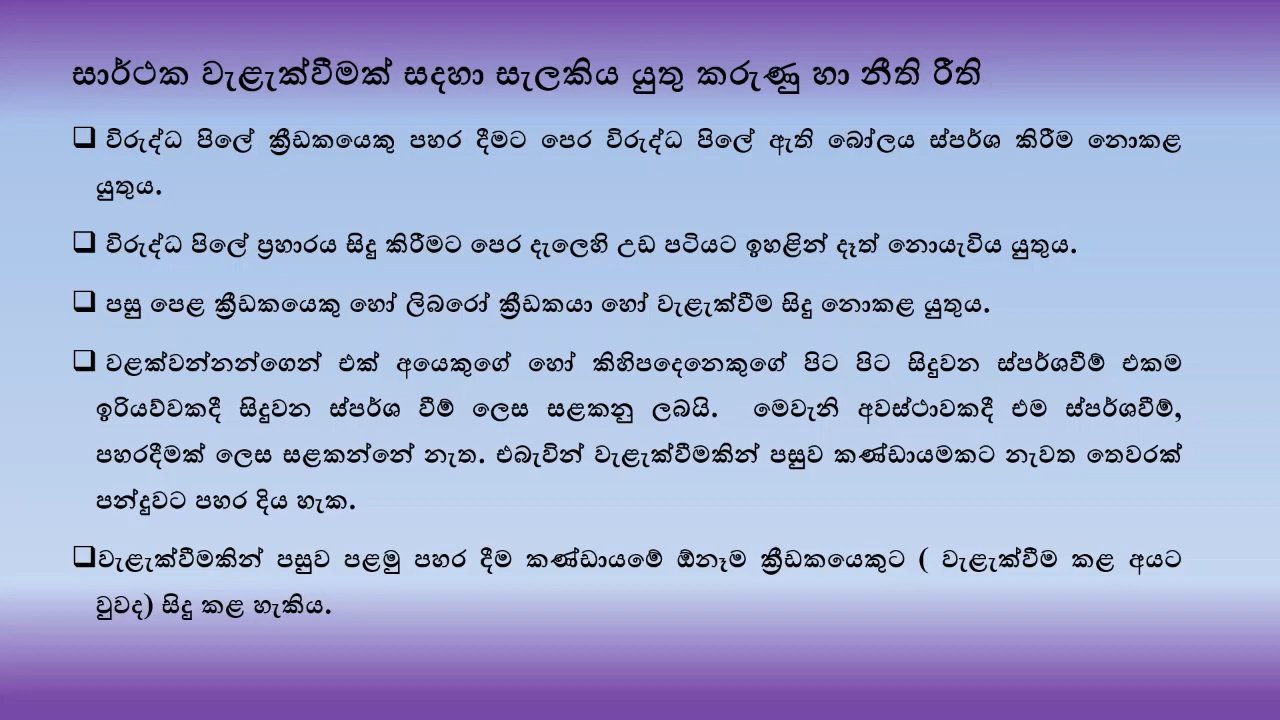 සාර්ථක වැළැක්වීමක් සදහා සැලකිය යුතු කරුණු හා නීති රීති
❑ විරුද්ධ පිලේ ක්‍රීඩකයෙකු පහර දීමට පෙර විරුද්ධ පිලේ ඇති බෝලය ස්පර්ශ කිරීම නොකළ
යුතුය.
❑ විරුද්ධ පිලේ ප්‍රහාරය සිදු කිරීමට පෙර දැලෙහි උඩ පටියට ඉහළින් දෑත් නොයැවිය යුතුය.
❑ පසු පෙළ ක්‍රීඩකයෙකු හෝ ලිබරෝ ක්‍රීඩකයා හෝ වැළැක්වීම සිදු නොකළ යුතුය.
❑ වළක්වන්නන්ගෙන් එක් අයෙකුගේ හෝ කිහිපදෙනෙකුගේ පිට පිට සිදුවන ස්පර්ශවීම් එකම
ඉරියව්වකදී සිදුවන ස්පර්ශ වීම් ලෙස සළකනු ලබයි. මෙවැනි අවස්ථාවකදී එම ස්පර්ශවීම්,
පහරදීමක් ලෙස සළකන්නේ නැත. එබැවින් වැළැක්වීමකින් පසුව කණ්ඩායමකට නැවත තෙවරක්
පන්දුවට පහර දිය හැක.
❑වැළැක්වීමකින් පසුව පළමු පහර දීම කණ්ඩායමේ ඕනෑම ක්‍රීඩකයෙකුට ( වැළැක්වීම කළ අයට
වුවද) සිදු කළ හැකිය.